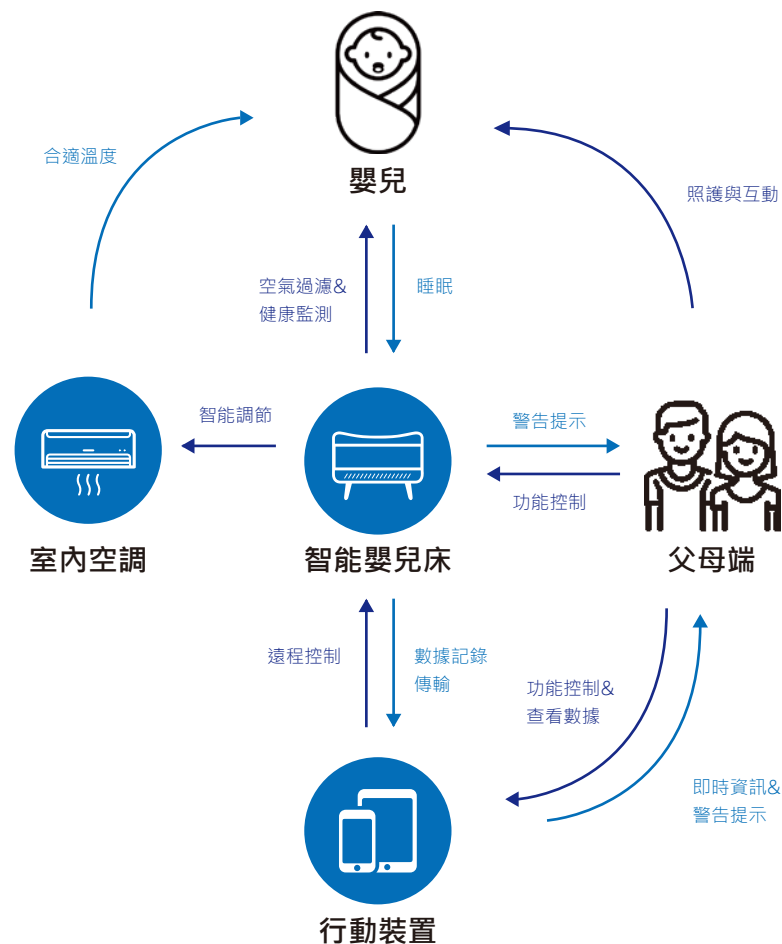 嬰兒
合適溫度
照護與互動
空氣過濾&
健康監測
睡眠
智能調節
警告提示
功能控制
室內空調
智能嬰兒床
父母端
遠程控制
數據記錄
傳輸
功能控制&
查看數據
即時資訊&
警告提示
行動裝置